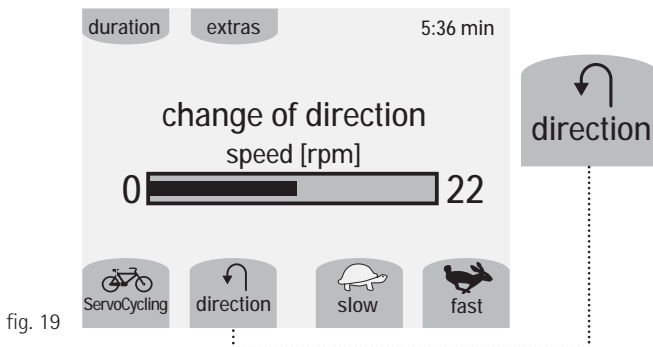 duration extras 5:36 min
change of direction
speed [rpm]
0 22
direction
ServoCycling direction slow fast
fig. 19